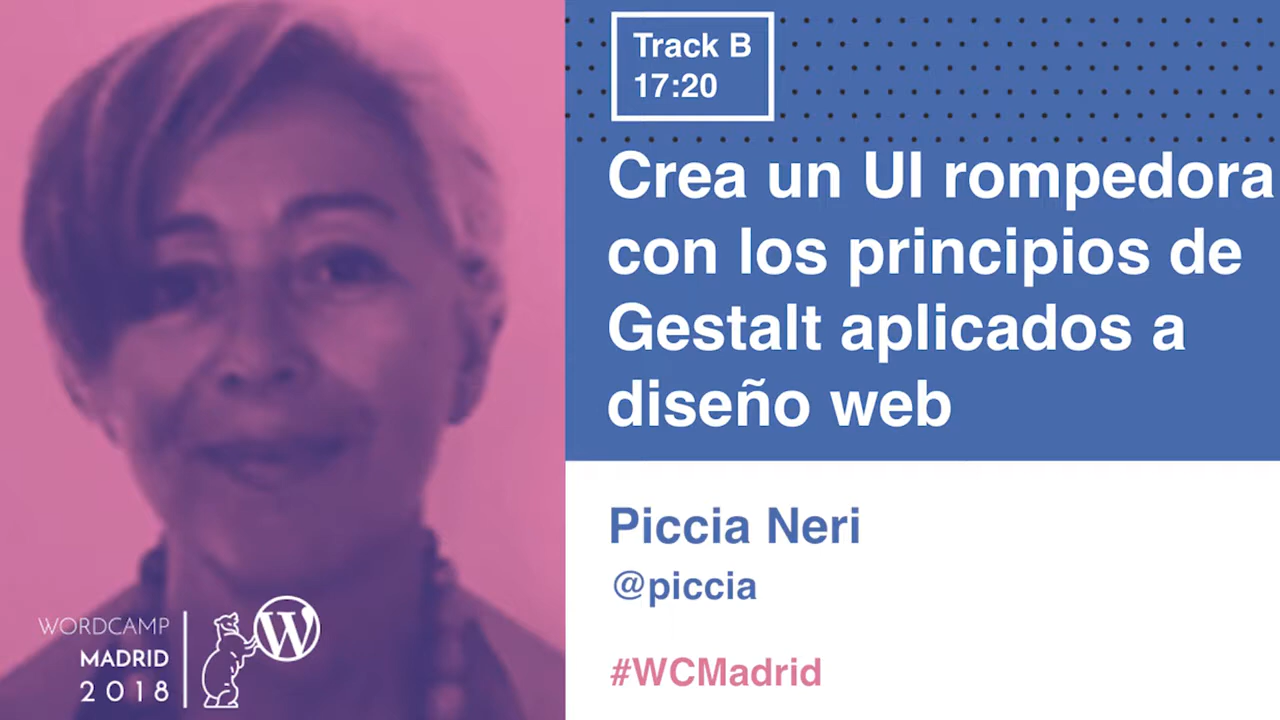 Track B
17:20
Crea un UI rompedora
con los principios de
Gestalt aplicados a
diseño web
Piccia Neri
@piccia
#WCMadrid
WORDCAMP
MADRID
2018
W